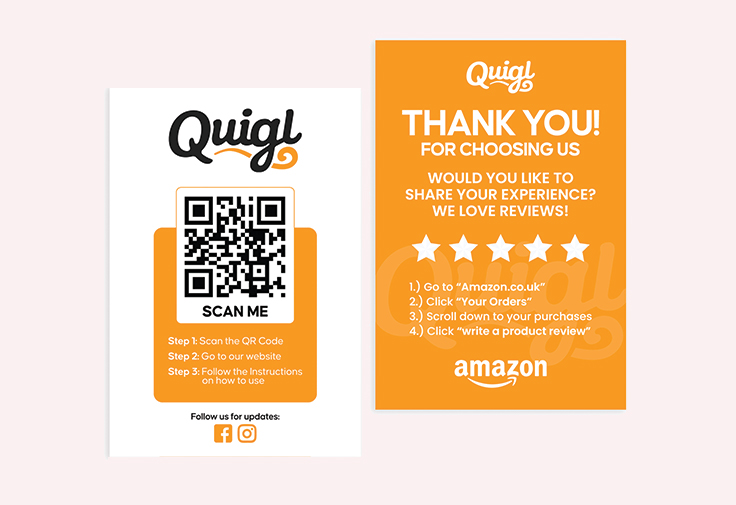 Quigl
SCAN ME
Step 1: Scan the QR Code
Step 2: Go to our website
Step 3: Follow the Instructions
on how to use
Follow us for updates:
Quigl
THANK YOU!
FOR CHOOSING US
WOULD YOU LIKE TO
SHARE YOUR EXPERIENCE?
WE LOVE REVIEWS!
Quigl
1.) Go to “Amazon.co.uk”
2.) Click “Your Orders”
3.) Scroll down to your purchases
4.) Click “write a product review”
amazon